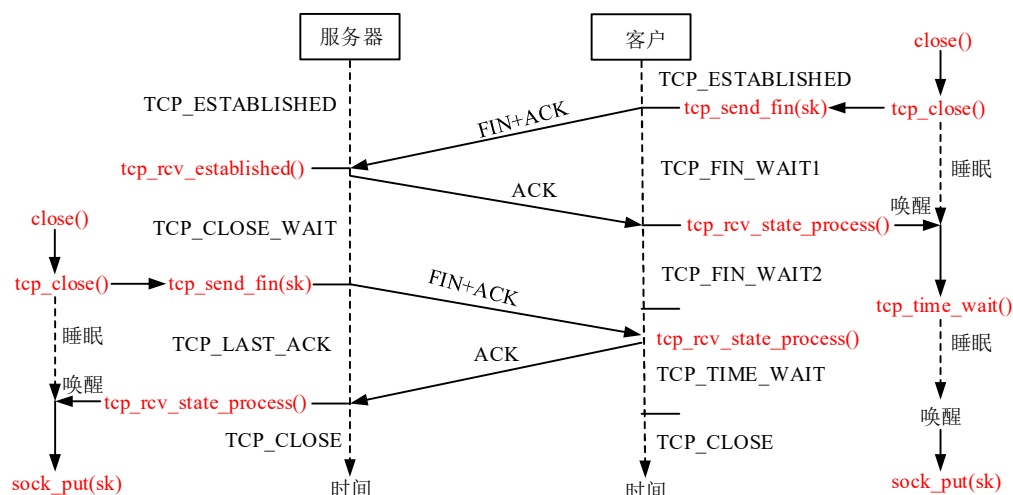 服务器
客户
close()
TCP_ESTABLISHED
TCP_ESTABLISHED
FIN+ACK
tcp_send_fin(sk)
tcp_close()
tcp_rcv_established()
TCP_FIN_WAIT1
睡眠
ACK
唤醒
close()
TCP_CLOSE_WAIT
tcp_rcv_state_process()
TCP_FIN_WAIT2
tcp_close()
tcp_send_fin(sk)
FIN+ACK
tcp_time_wait()
睡眠
TCP_LAST_ACK
ACK
tcp_rcv_state_process()
睡眠
TCP_TIME_WAIT
唤醒
tcp_rcv_state_process()
唤醒
TCP_CLOSE
TCP_CLOSE
sock_put(sk)
时间
时间
sock_put(sk)